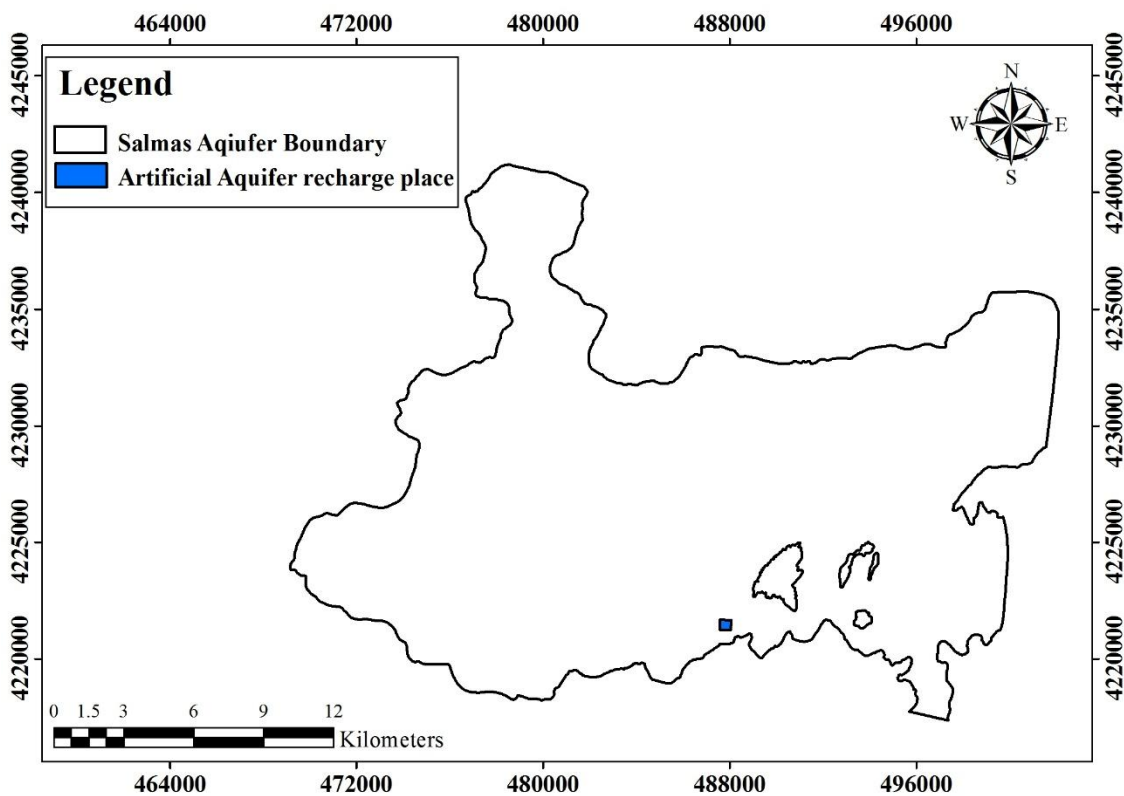 464000 472000 480000 488000 496000
Legend
Salmas Aqiufer Boundary
Artificial Aquifer recharge place
N
W E
S
4245000 4245000
4240000 4240000
4235000 4235000
4230000 4230000
4225000 4225000
4220000 4220000
0 1.5 3 6 9 12
Kilometers
464000 472000 480000 488000 496000